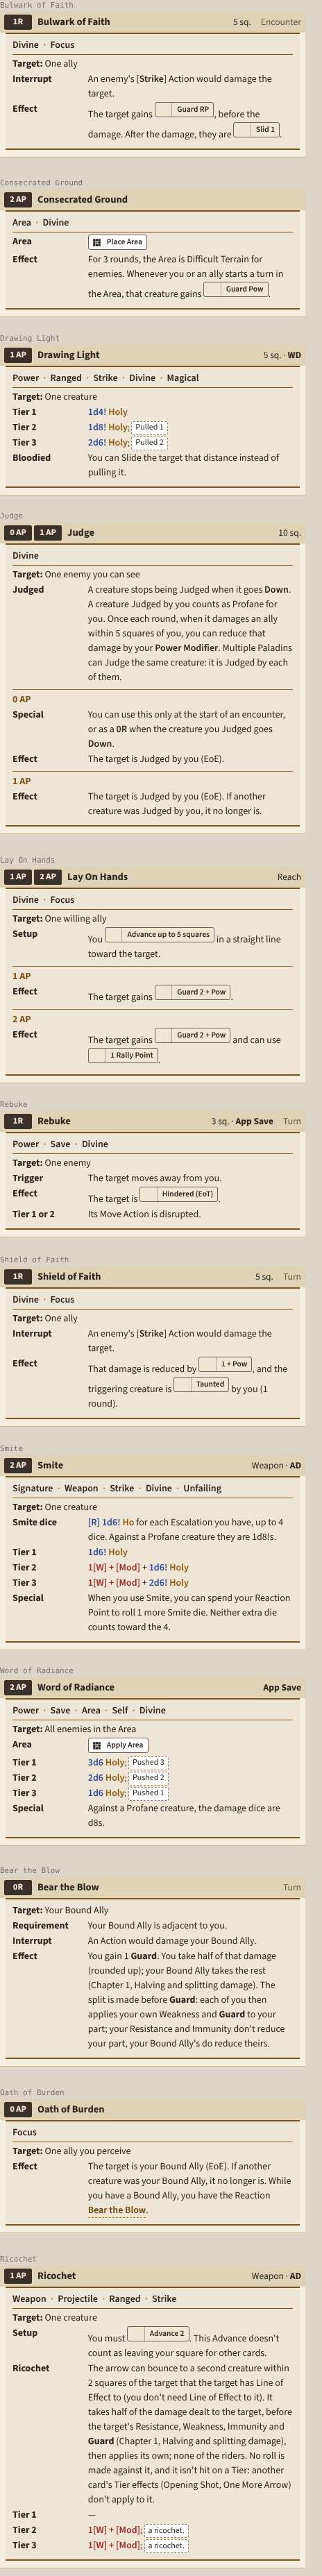 Bulwark of Faith
1R Bulwark of Faith 5 sq. Encounter
Divine · Focus
Target: One ally
Interrupt An enemy's [Strike] Action would damage the
target.
Effect The target gains Guard RP, before the
damage. After the damage, they are Slid 1.
Consecrated Ground
2 AP Consecrated Ground
Area · Divine
Area Place Area
Effect For 3 rounds, the Area is Difficult Terrain for
enemies. Whenever you or an ally starts a turn in
the Area, that creature gains Guard Pow.
Drawing Light
1 AP Drawing Light 5 sq. · WD
Power · Ranged · Strike · Divine · Magical
Target: One creature
Tier 1 1d4! Holy
Tier 2 1d8! Holy; Pulled 1
Tier 3 2d6! Holy; Pulled 2
Bloodied You can Slide the target that distance instead of
pulling it.
Judge
0 AP 1 AP Judge 10 sq.
Divine
Target: One enemy you can see
Judged A creature stops being Judged when it goes Down.
A creature Judged by you counts as Profane for
you. Once each round, when it damages an ally
within 5 squares of you, you can reduce that
damage by your Power Modifier. Multiple Paladins
can Judge the same creature: it is Judged by each
of them.
0 AP
Special You can use this only at the start of an encounter,
or as a 0R when the creature you Judged goes
Down.
Effect The target is Judged by you (EoE).
1 AP
Effect The target is Judged by you (EoE). If another
creature was Judged by you, it no longer is.
Lay On Hands
1 AP 2 AP Lay On Hands Reach
Divine · Focus
Target: One willing ally
Setup You Advance up to 5 squares in a straight line
toward the target.
1 AP
Effect The target gains Guard 2 + Pow.
2 AP
Effect The target gains Guard 2 + Pow and can use
1 Rally Point.
Rebuke
1R Rebuke 3 sq. · App Save Turn
Power · Save · Divine
Target: One enemy
Trigger The target moves away from you.
Effect The target is Hindered (EoT).
Tier 1 or 2 Its Move Action is disrupted.
Shield of Faith
1R Shield of Faith 5 sq. Turn
Divine · Focus
Target: One ally
Interrupt An enemy's [Strike] Action would damage the
target.
Effect That damage is reduced by 1 + Pow, and the
triggering creature is Taunted by you (1
round).
Smite
2 AP Smite Weapon · AD
Signature · Weapon · Strike · Divine · Unfailing
Target: One creature
Smite dice [R] 1d6! Ho for each Escalation you have, up to 4
dice. Against a Profane creature they are 1d8!s.
Tier 1 1d6! Holy
Tier 2 1[W] + [Mod] + 1d6! Holy
Tier 3 1[W] + [Mod] + 2d6! Holy
Special When you use Smite, you can spend your Reaction
Point to roll 1 more Smite die. Neither extra die
counts toward the 4.
Word of Radiance
2 AP Word of Radiance App Save
Power · Save · Area · Self · Divine
Target: All enemies in the Area
Area Apply Area
Tier 1 3d6 Holy; Pushed 3
Tier 2 2d6 Holy; Pushed 2
Tier 3 1d6 Holy; Pushed 1
Special Against a Profane creature, the damage dice are
d8s.
Bear the Blow
0R Bear the Blow Turn
Target: Your Bound Ally
Requirement Your Bound Ally is adjacent to you.
Interrupt An Action would damage your Bound Ally.
Effect You gain 1 Guard. You take half of that damage
(rounded up); your Bound Ally takes the rest
(Chapter 1, Halving and splitting damage). The
split is made before Guard: each of you then
applies your own Weakness and Guard to your
part; your Resistance and Immunity don't reduce
your part, your Bound Ally's do reduce theirs.
Oath of Burden
0 AP Oath of Burden
Focus
Target: One ally you perceive
Effect The target is your Bound Ally (EoE). If another
creature was your Bound Ally, it no longer is. While
you have a Bound Ally, you have the Reaction
Bear the Blow.
Ricochet
1 AP Ricochet Weapon · AD
Weapon · Projectile · Ranged · Strike
Target: One creature
Setup You must Advance 2. This Advance doesn't
count as leaving your square for other cards.
Ricochet The arrow can bounce to a second creature within
2 squares of the target that the target has Line of
Effect to (you don't need Line of Effect to it). It
takes half of the damage dealt to the target, before
the target's Resistance, Weakness, Immunity and
Guard (Chapter 1, Halving and splitting damage),
then applies its own; none of the riders. No roll is
made against it, and it isn't hit on a Tier: another
card's Tier effects (Opening Shot, One More Arrow)
don't apply to it.
Tier 1 —
Tier 2 1[W] + [Mod]; a ricochet.
Tier 3 1[W] + [Mod]; a ricochet.